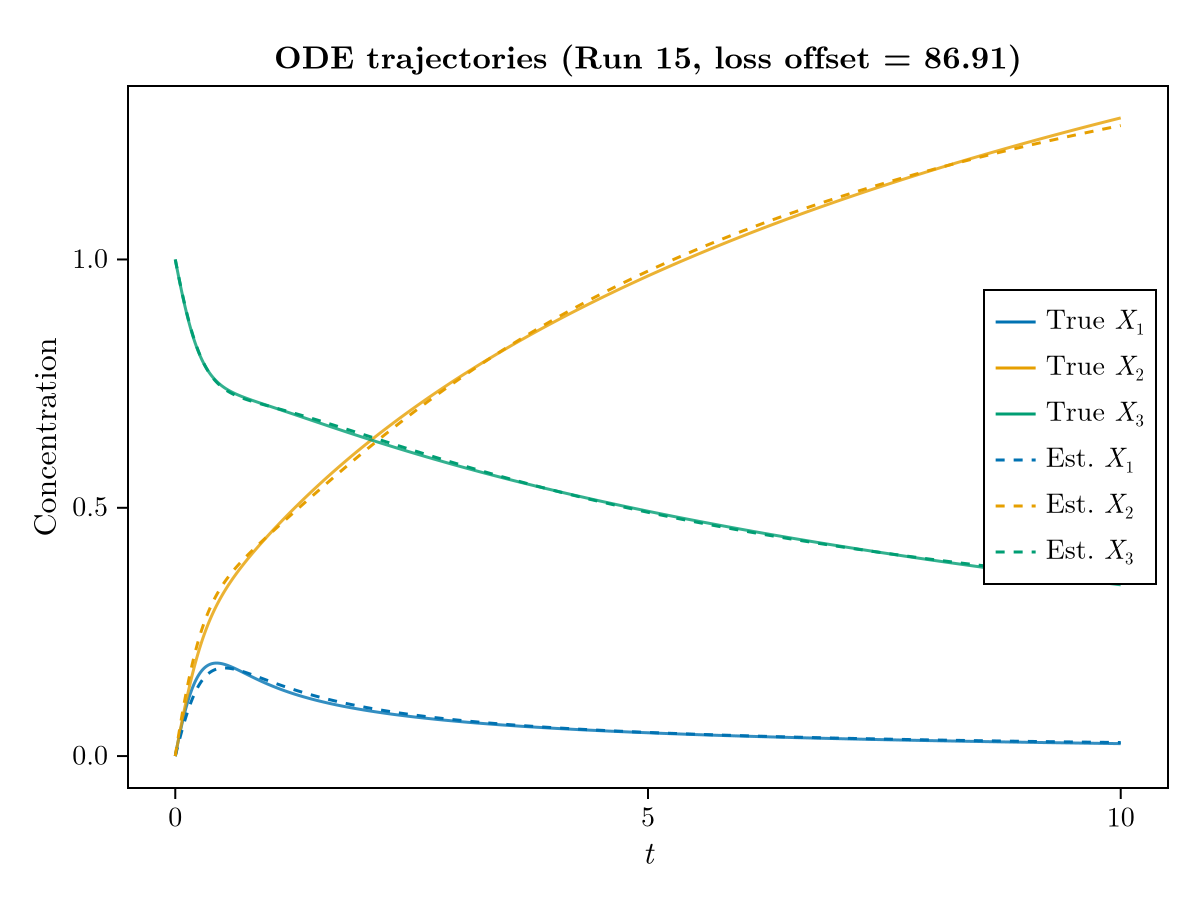 ODE trajectories (Run 15, loss offset = 86.91)
Concentration
1.0
0.5
0.0
True X₁
True X₂
True X₃
Est. X₁
Est. X₂
Est. X₃
0
5
10
t